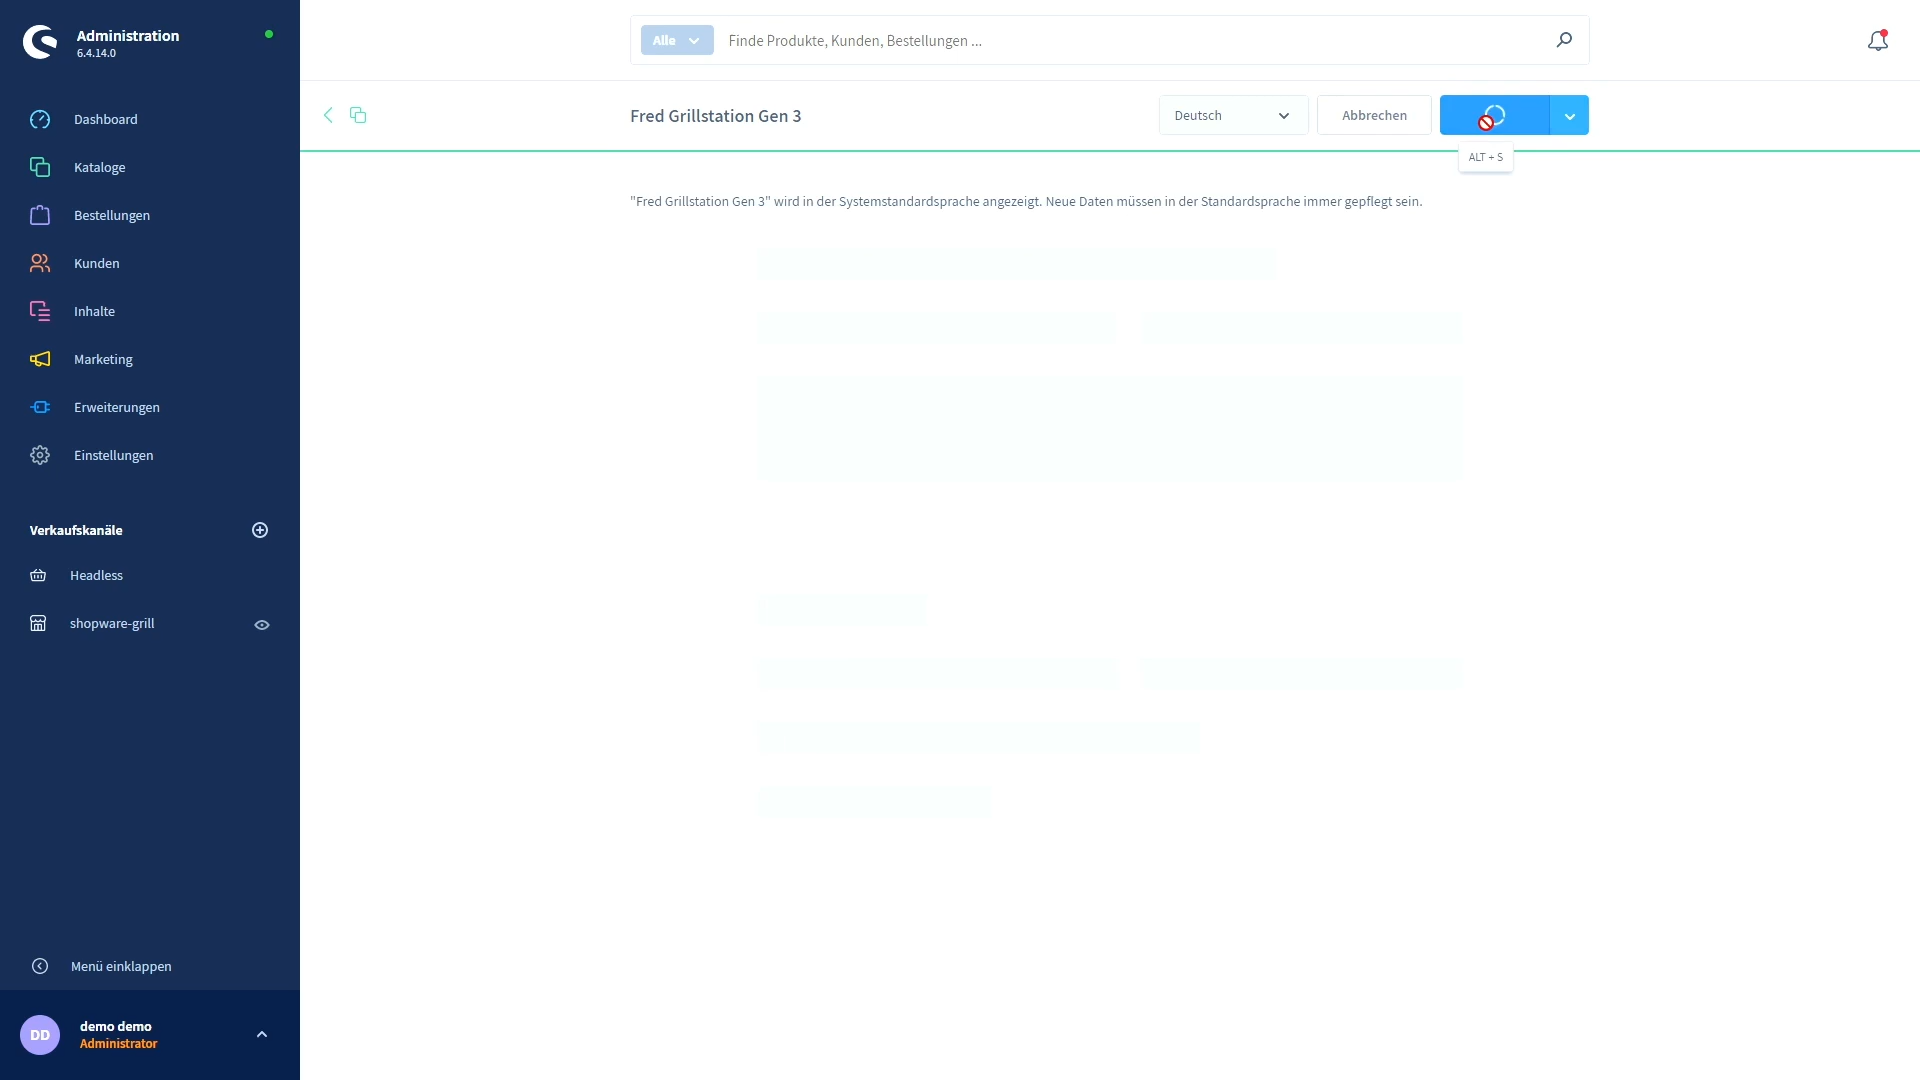 Administration
6.4.14.0
Dashboard
Kataloge
Bestellungen
Kunden
Inhalte
Marketing
Erweiterungen
Einstellungen
Verkaufskanäle
Headless
shopware-grill
Menü einklappen
DD
demo demo
Administrator
Alle
Finde Produkte, Kunden, Bestellungen ...
Fred Grillstation Gen 3
Deutsch
Abbrechen
ALT + S
"Fred Grillstation Gen 3" wird in der Systemstandardsprache angezeigt. Neue Daten müssen in der Standardsprache immer gepflegt sein.